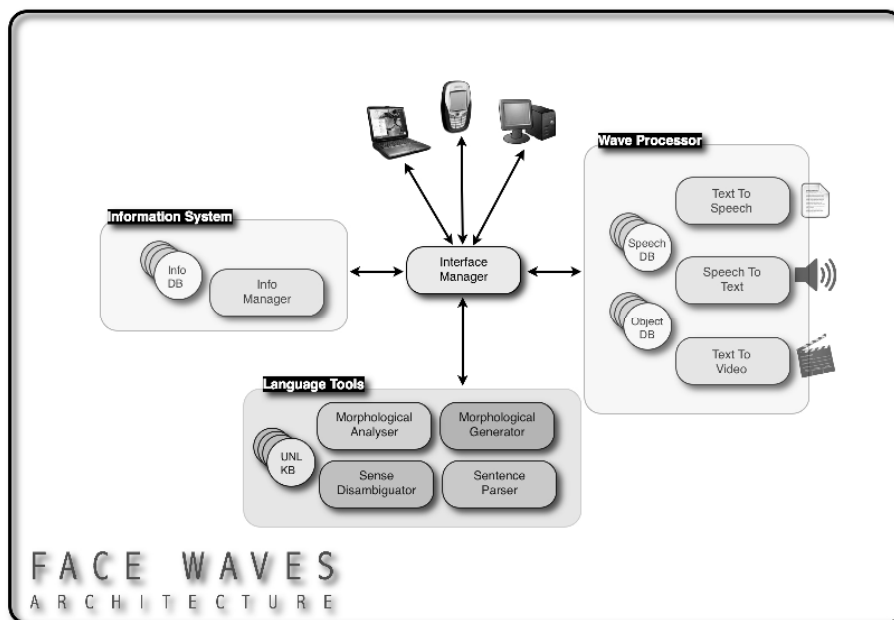 Wave Processor
Text To
Speech
Speech
DB
Speech To
Text
Object
DB
Text To
Video
Information System
Info
DB
Info
Manager
Interface
Manager
Language Tools
Morphological
Analyser
Morphological
Generator
UNL
KB
Sense
Disambiguator
Sentence
Parser
FACE WAVES
ARCHITECTURE